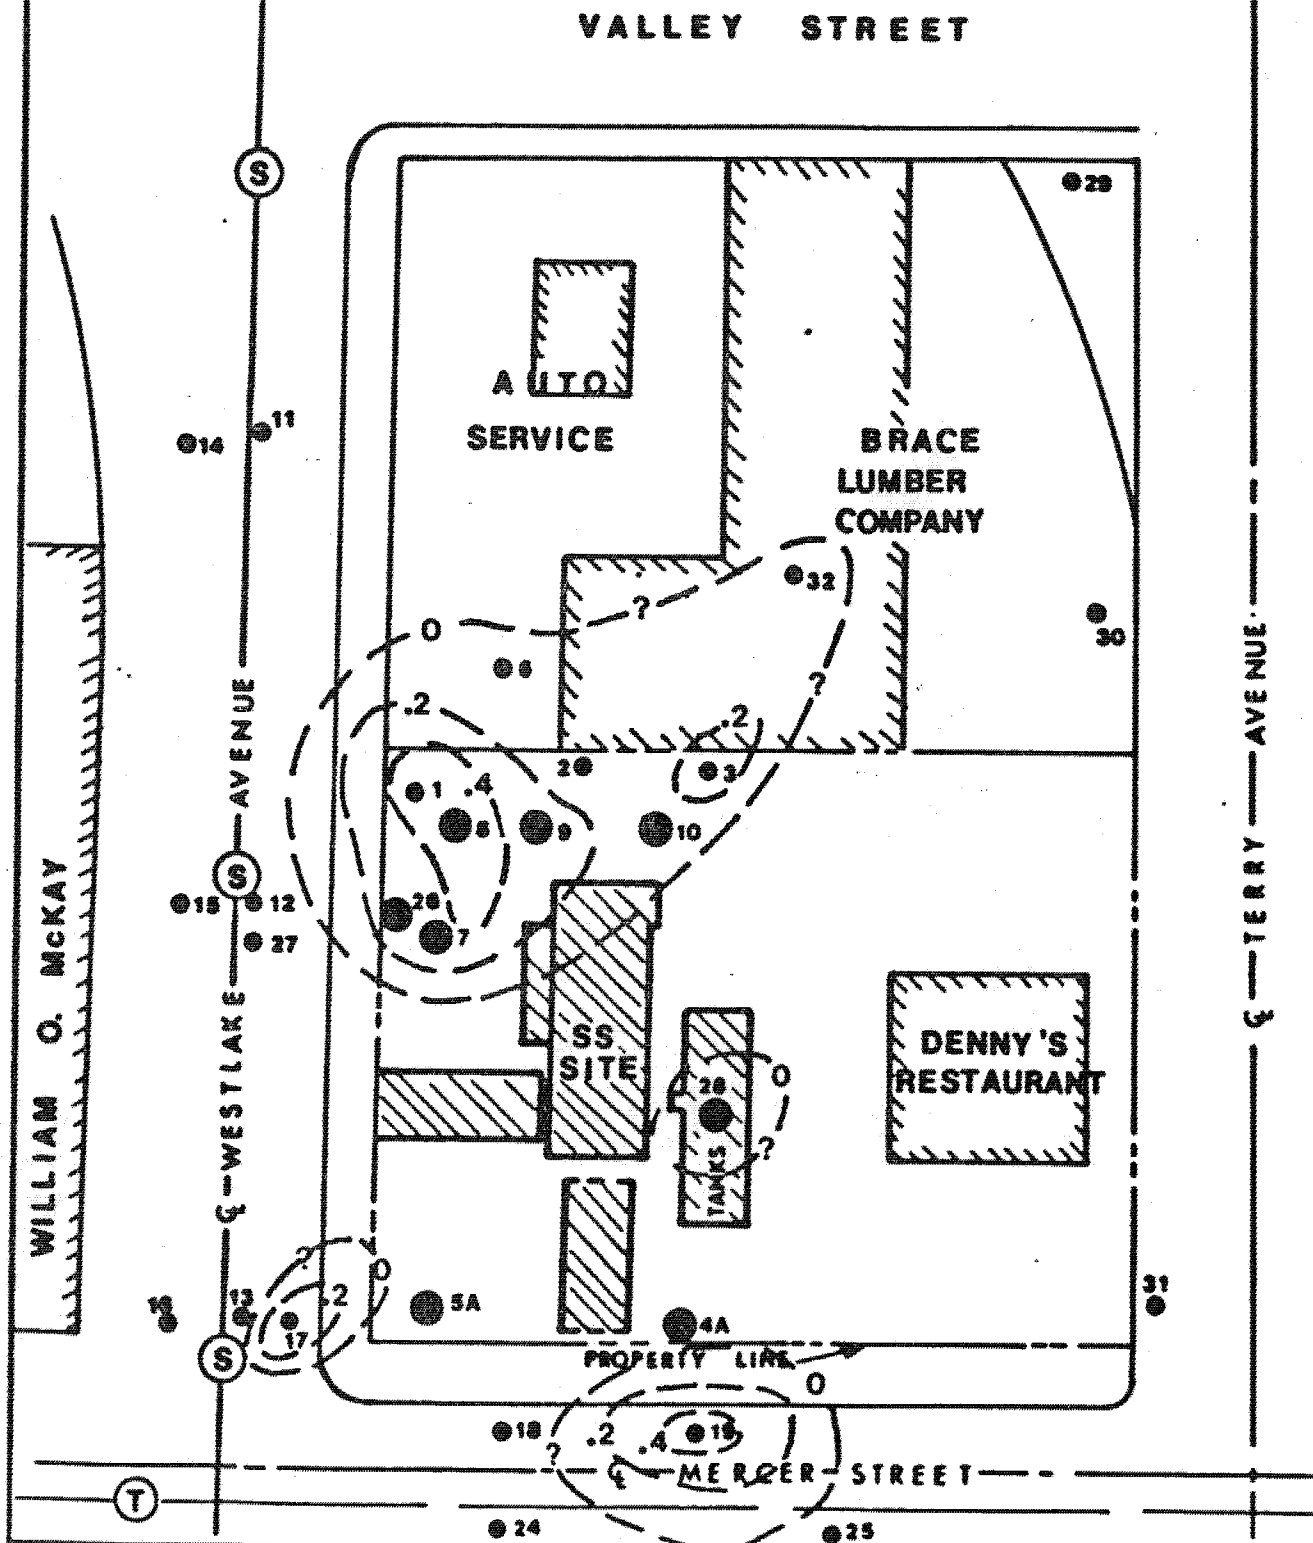 VALLEY STREET
S
29
AUTO
SERVICE
11
14
BRACE
LUMBER
COMPANY
32
?
0
30
6
?
.2
.2
2
3
1
.4
8
9
10
S
15
12
26
27
7
WILLIAM O. McKAY
℄ WESTLAKE AVENUE
℄ TERRY AVENUE
SS
SITE
DENNY'S
RESTAURANT
0
28
?
TANKS
?
0
.2
5A
31
16
13
17
4A
S
PROPERTY LINE
0
18
.2
.4
19
?
℄ MERCER STREET
T
24
25